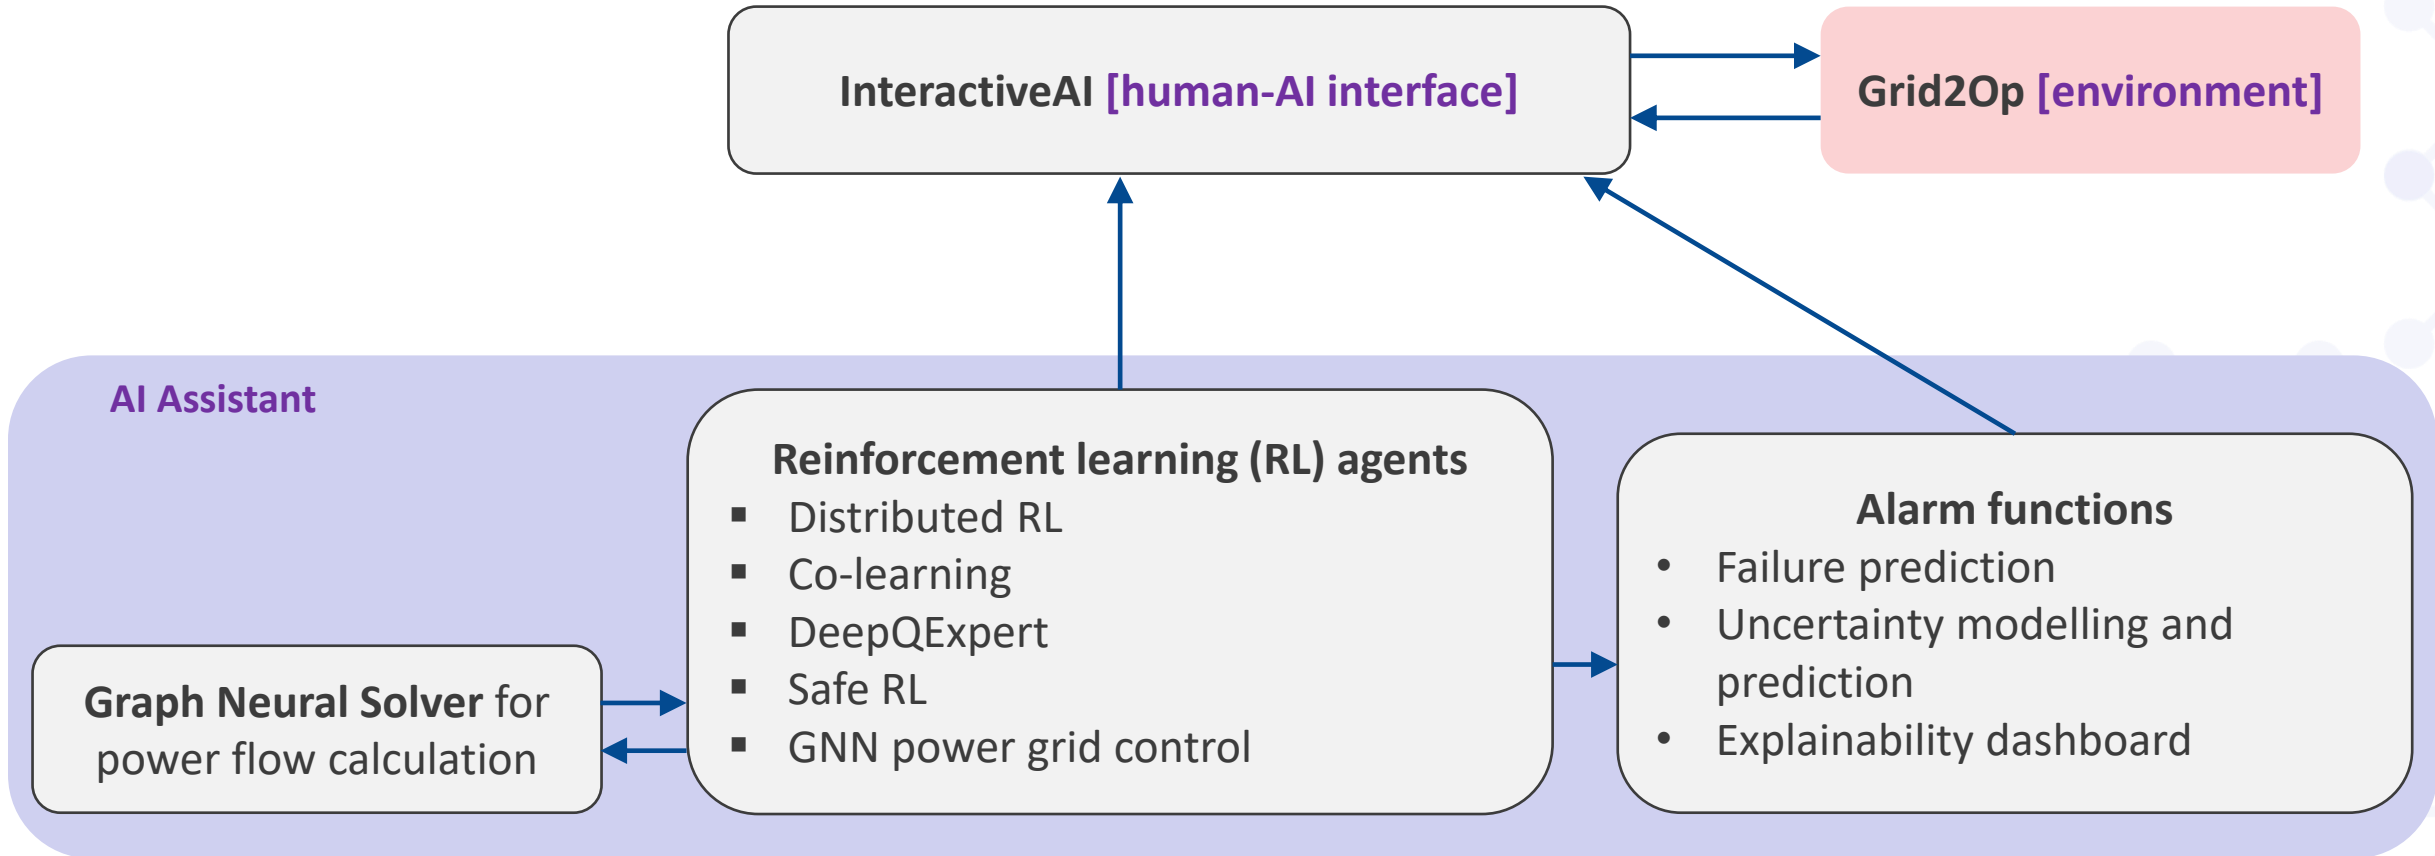 InteractiveAI [human-AI interface]
Grid2Op [environment]
AI Assistant
Reinforcement learning (RL) agents
▪ Distributed RL
▪ Co-learning
▪ DeepQExpert
▪ Safe RL
▪ GNN power grid control
Graph Neural Solver for
power flow calculation
Alarm functions
• Failure prediction
• Uncertainty modelling and
prediction
• Explainability dashboard